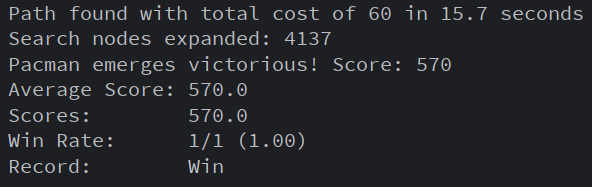 Path found with total cost of 60 in 15.7 seconds
Search nodes expanded: 4137
Pacman emerges victorious! Score: 570
Average Score: 570.0
Scores:        570.0
Win Rate:      1/1 (1.00)
Record:        Win